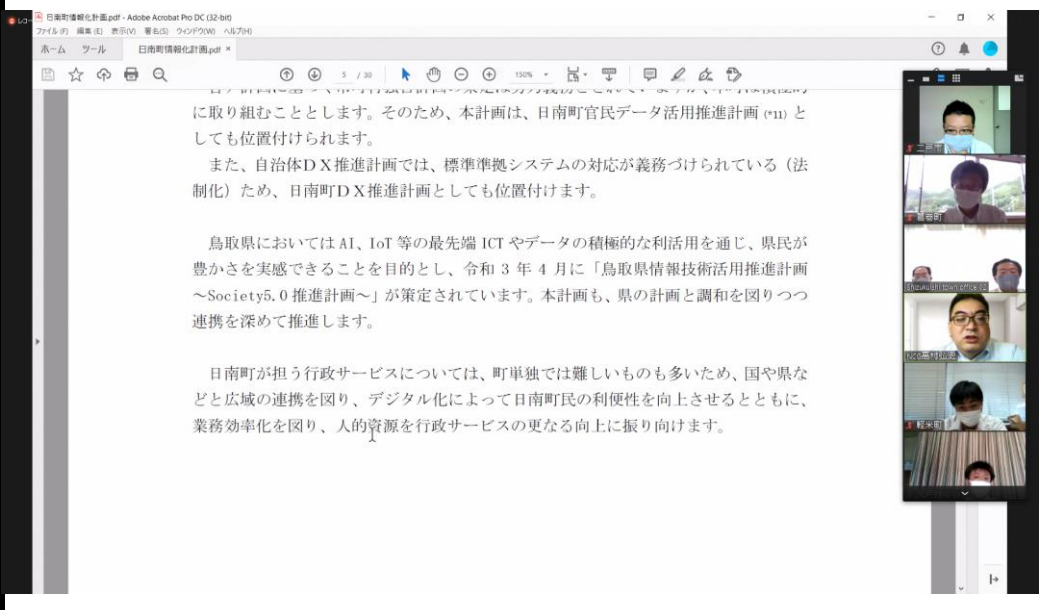 日南町情報化計画.pdf - Adobe Acrobat Pro DC (32-bit)
ファイル(F) 編集(E) 表示(V) 署名(S) ウィンドウ(W) ヘルプ(H)
ホーム ツール 日南町情報化計画.pdf ×
5 / 30 150%
に取り組むこととします。そのため、本計画は、日南町官民データ活用推進計画(*11)と
しても位置付けられます。
また、自治体DX推進計画では、標準準拠システムの対応が義務づけられている（法
制化）ため、日南町DX推進計画としても位置付けます。
鳥取県においてはAI、IoT 等の最先端 ICT やデータの積極的な利活用を通じ、県民が
豊かさを実感できることを目的とし、令和 3 年 4 月に「鳥取県情報技術活用推進計画
～Society5.0 推進計画～」が策定されています。本計画も、県の計画と調和を図りつつ
連携を深めて推進します。
日南町が担う行政サービスについては、町単独では難しいものも多いため、国や県な
どと広域の連携を図り、デジタル化によって日南町民の利便性を向上させるとともに、
業務効率化を図り、人的資源を行政サービスの更なる向上に振り向けます。
二戸市
葛巻町
Shizukuishi town office 02
軽米町